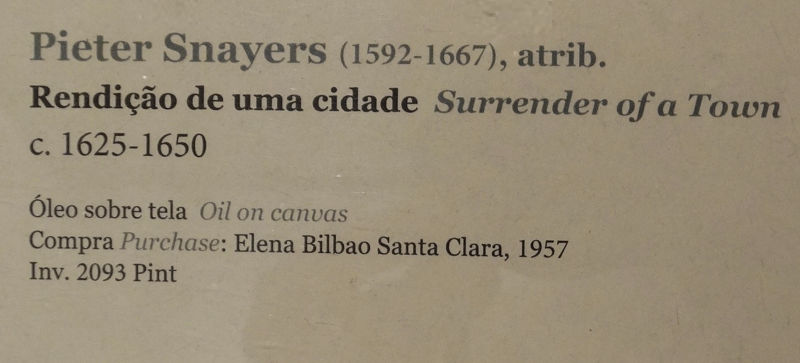 Pieter Snayers (1592-1667), atrib.
Rendição de uma cidade Surrender of a Town
c. 1625-1650
Óleo sobre tela Oil on canvas
Compra Purchase: Elena Bilbao Santa Clara, 1957
Inv. 2093 Pint